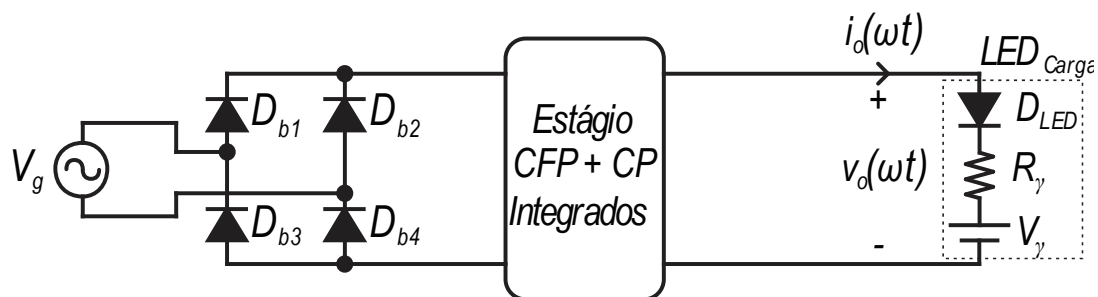 V_g
D_b1
D_b2
D_b3
D_b4
Estágio
CFP + CP
Integrados
i_o(ωt)
+
v_o(ωt)
-
LED_Carga
D_LED
R_γ
V_γ